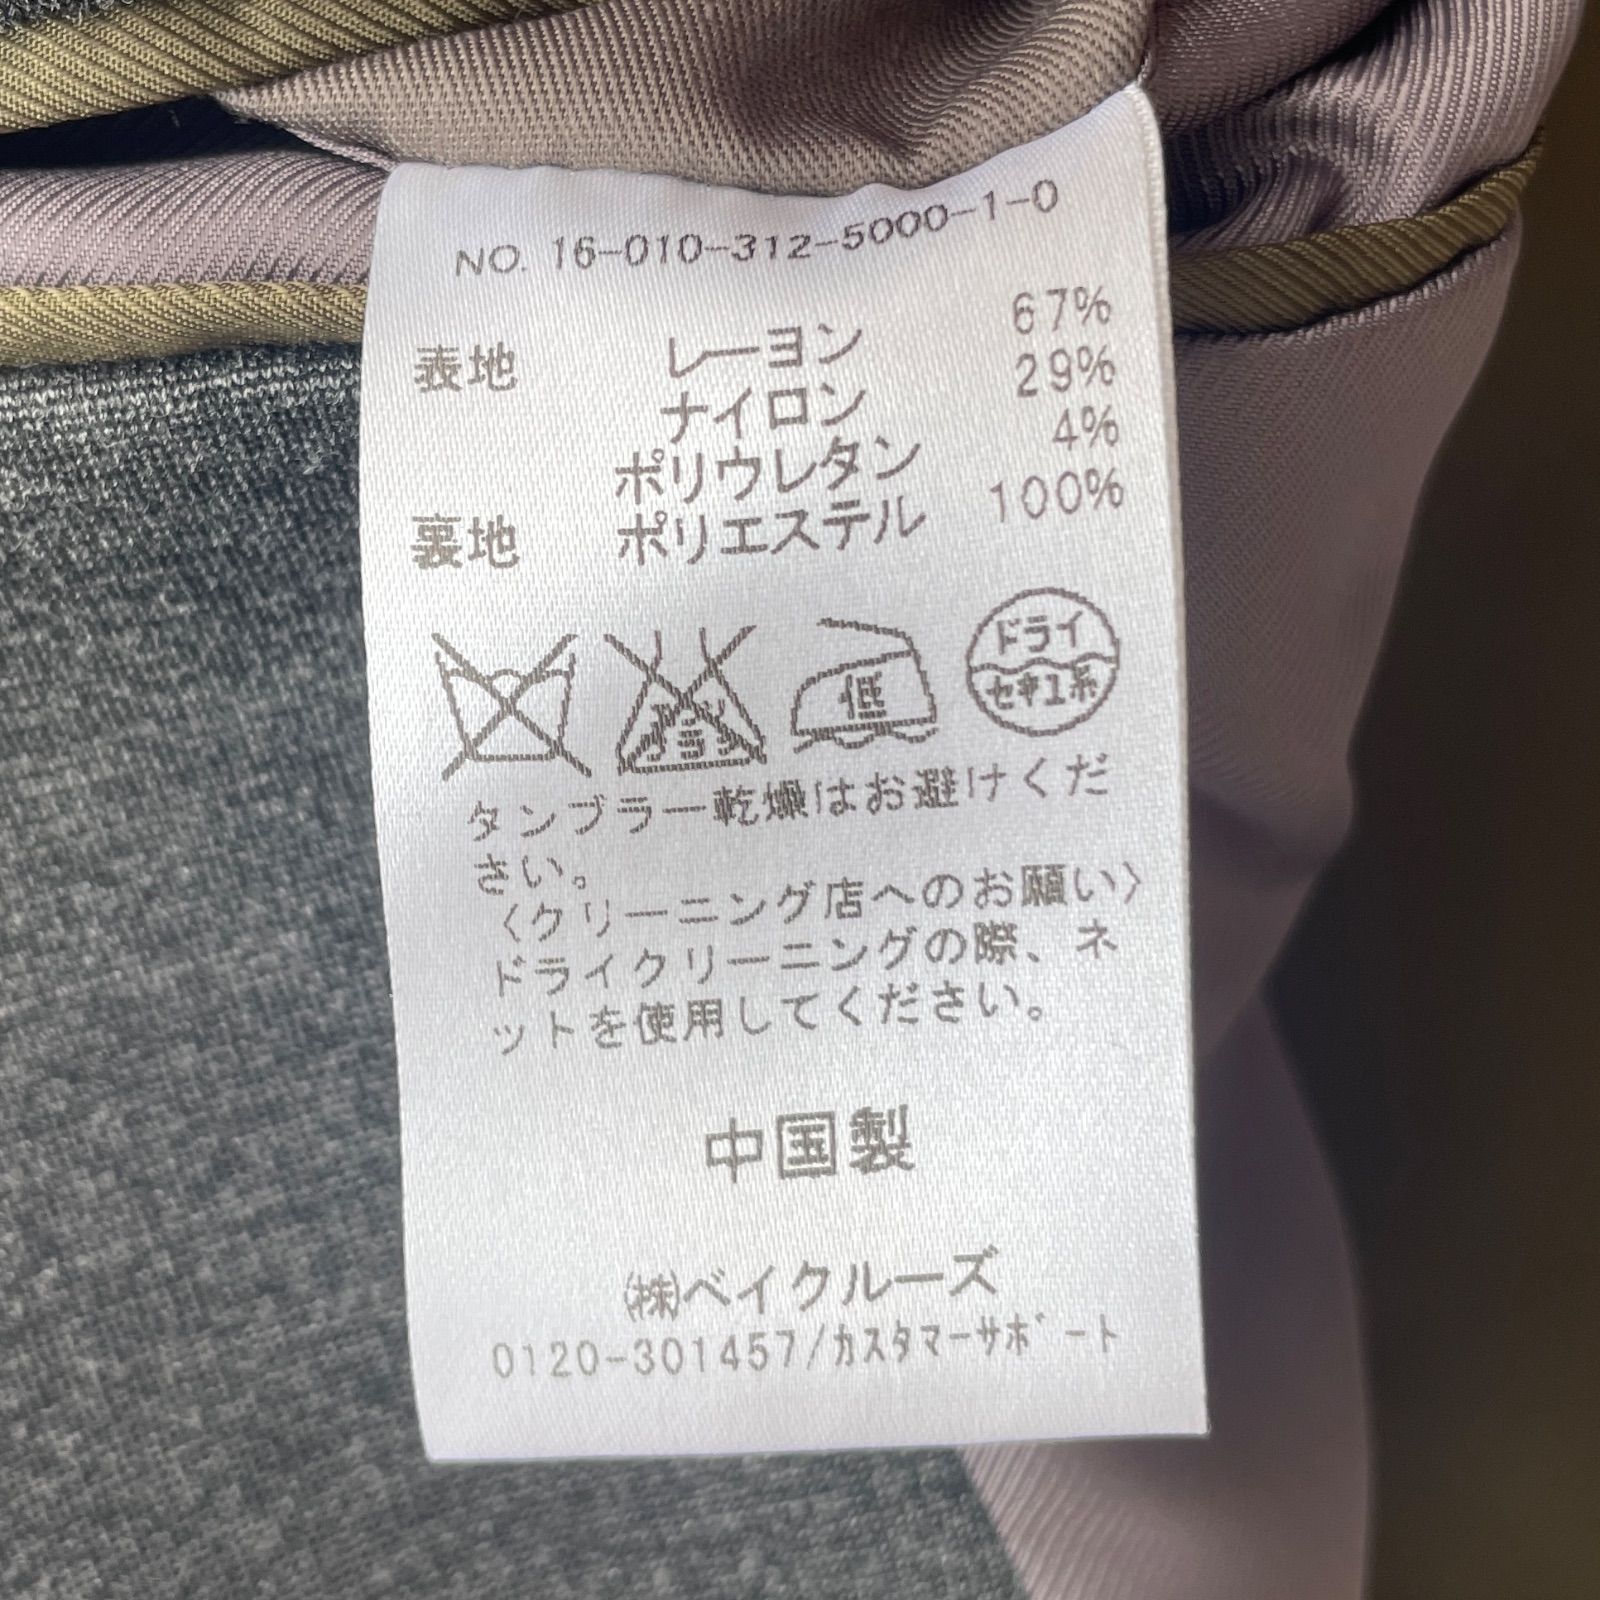 NO. 16-010-312-5000-1-0
表地 レーヨン 67%
ナイロン 29%
ポリウレタン 4%
裏地 ポリエステル 100%
エンソサラシ 低 ドライ
セキユ系
タンブラー乾燥はお避けくだ
さい。
〈クリーニング店へのお願い〉
ドライクリーニングの際、ネ
ットを使用してください。
中国製
㈱ベイクルーズ
0120-301457/ｶｽﾀﾏｰｻﾎﾟｰﾄ